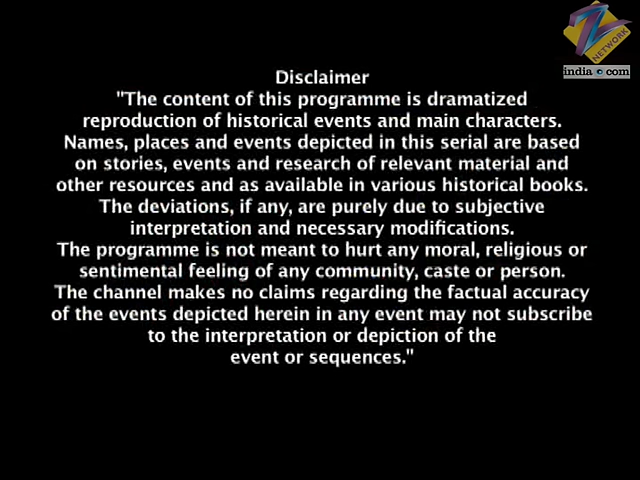 Z
NETWORK
india.com
Disclaimer
"The content of this programme is dramatized
reproduction of historical events and main characters.
Names, places and events depicted in this serial are based
on stories, events and research of relevant material and
other resources and as available in various historical books.
The deviations, if any, are purely due to subjective
interpretation and necessary modifications.
The programme is not meant to hurt any moral, religious or
sentimental feeling of any community, caste or person.
The channel makes no claims regarding the factual accuracy
of the events depicted herein in any event may not subscribe
to the interpretation or depiction of the
event or sequences."